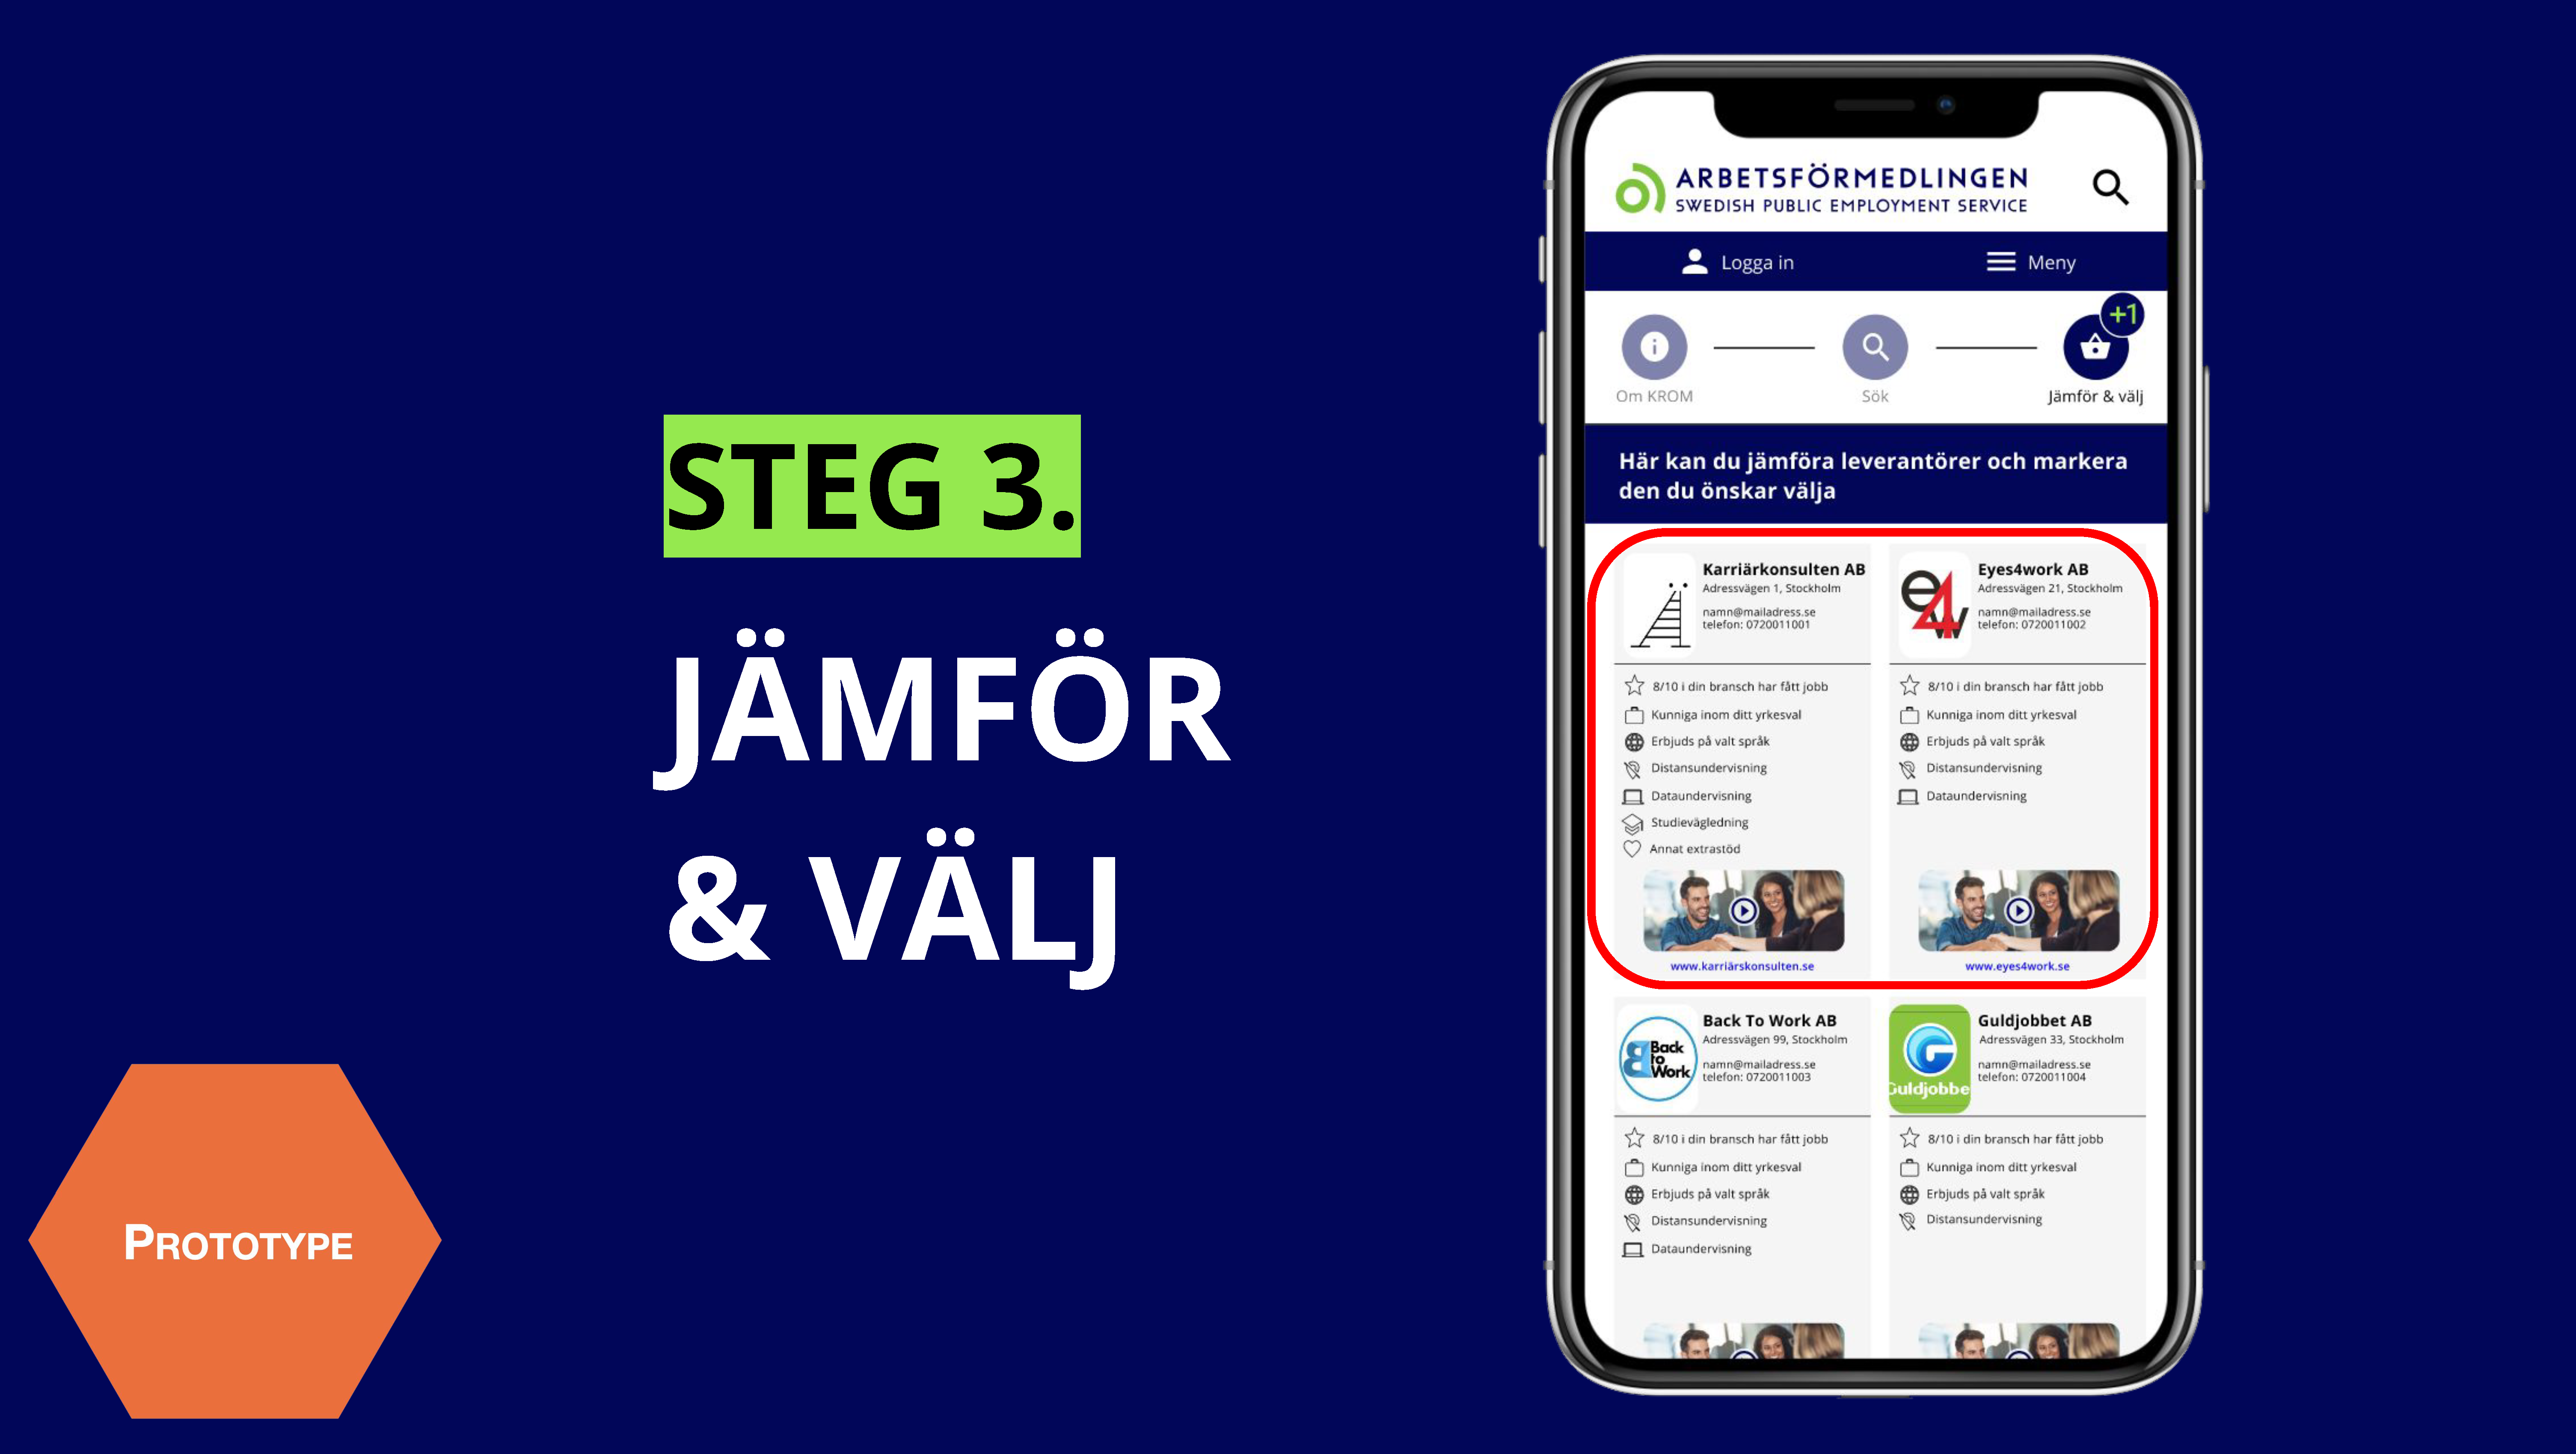 STEG 3.
JÄMFÖR
& VÄLJ
PROTOTYPE
ARBETSFÖRMEDLINGEN
SWEDISH PUBLIC EMPLOYMENT SERVICE
Logga in
Meny
+1
Om KROM
Sök
Jämför & välj
Här kan du jämföra leverantörer och markera
den du önskar välja
Karriärkonsulten AB
Adressvägen 1, Stockholm
namn@mailadress.se
telefon: 0720011001
8/10 i din bransch har fått jobb
Kunniga inom ditt yrkesval
Erbjuds på valt språk
Distansundervisning
Dataundervisning
Studievägledning
Annat extrastöd
www.karriärskonsulten.se
e4w
Eyes4work AB
Adressvägen 21, Stockholm
namn@mailadress.se
telefon: 0720011002
8/10 i din bransch har fått jobb
Kunniga inom ditt yrkesval
Erbjuds på valt språk
Distansundervisning
Dataundervisning
www.eyes4work.se
Back
to
Work
Back To Work AB
Adressvägen 99, Stockholm
namn@mailadress.se
telefon: 0720011003
8/10 i din bransch har fått jobb
Kunniga inom ditt yrkesval
Erbjuds på valt språk
Distansundervisning
Dataundervisning
Guldjobbe
Guldjobbet AB
Adressvägen 33, Stockholm
namn@mailadress.se
telefon: 0720011004
8/10 i din bransch har fått jobb
Kunniga inom ditt yrkesval
Erbjuds på valt språk
Distansundervisning